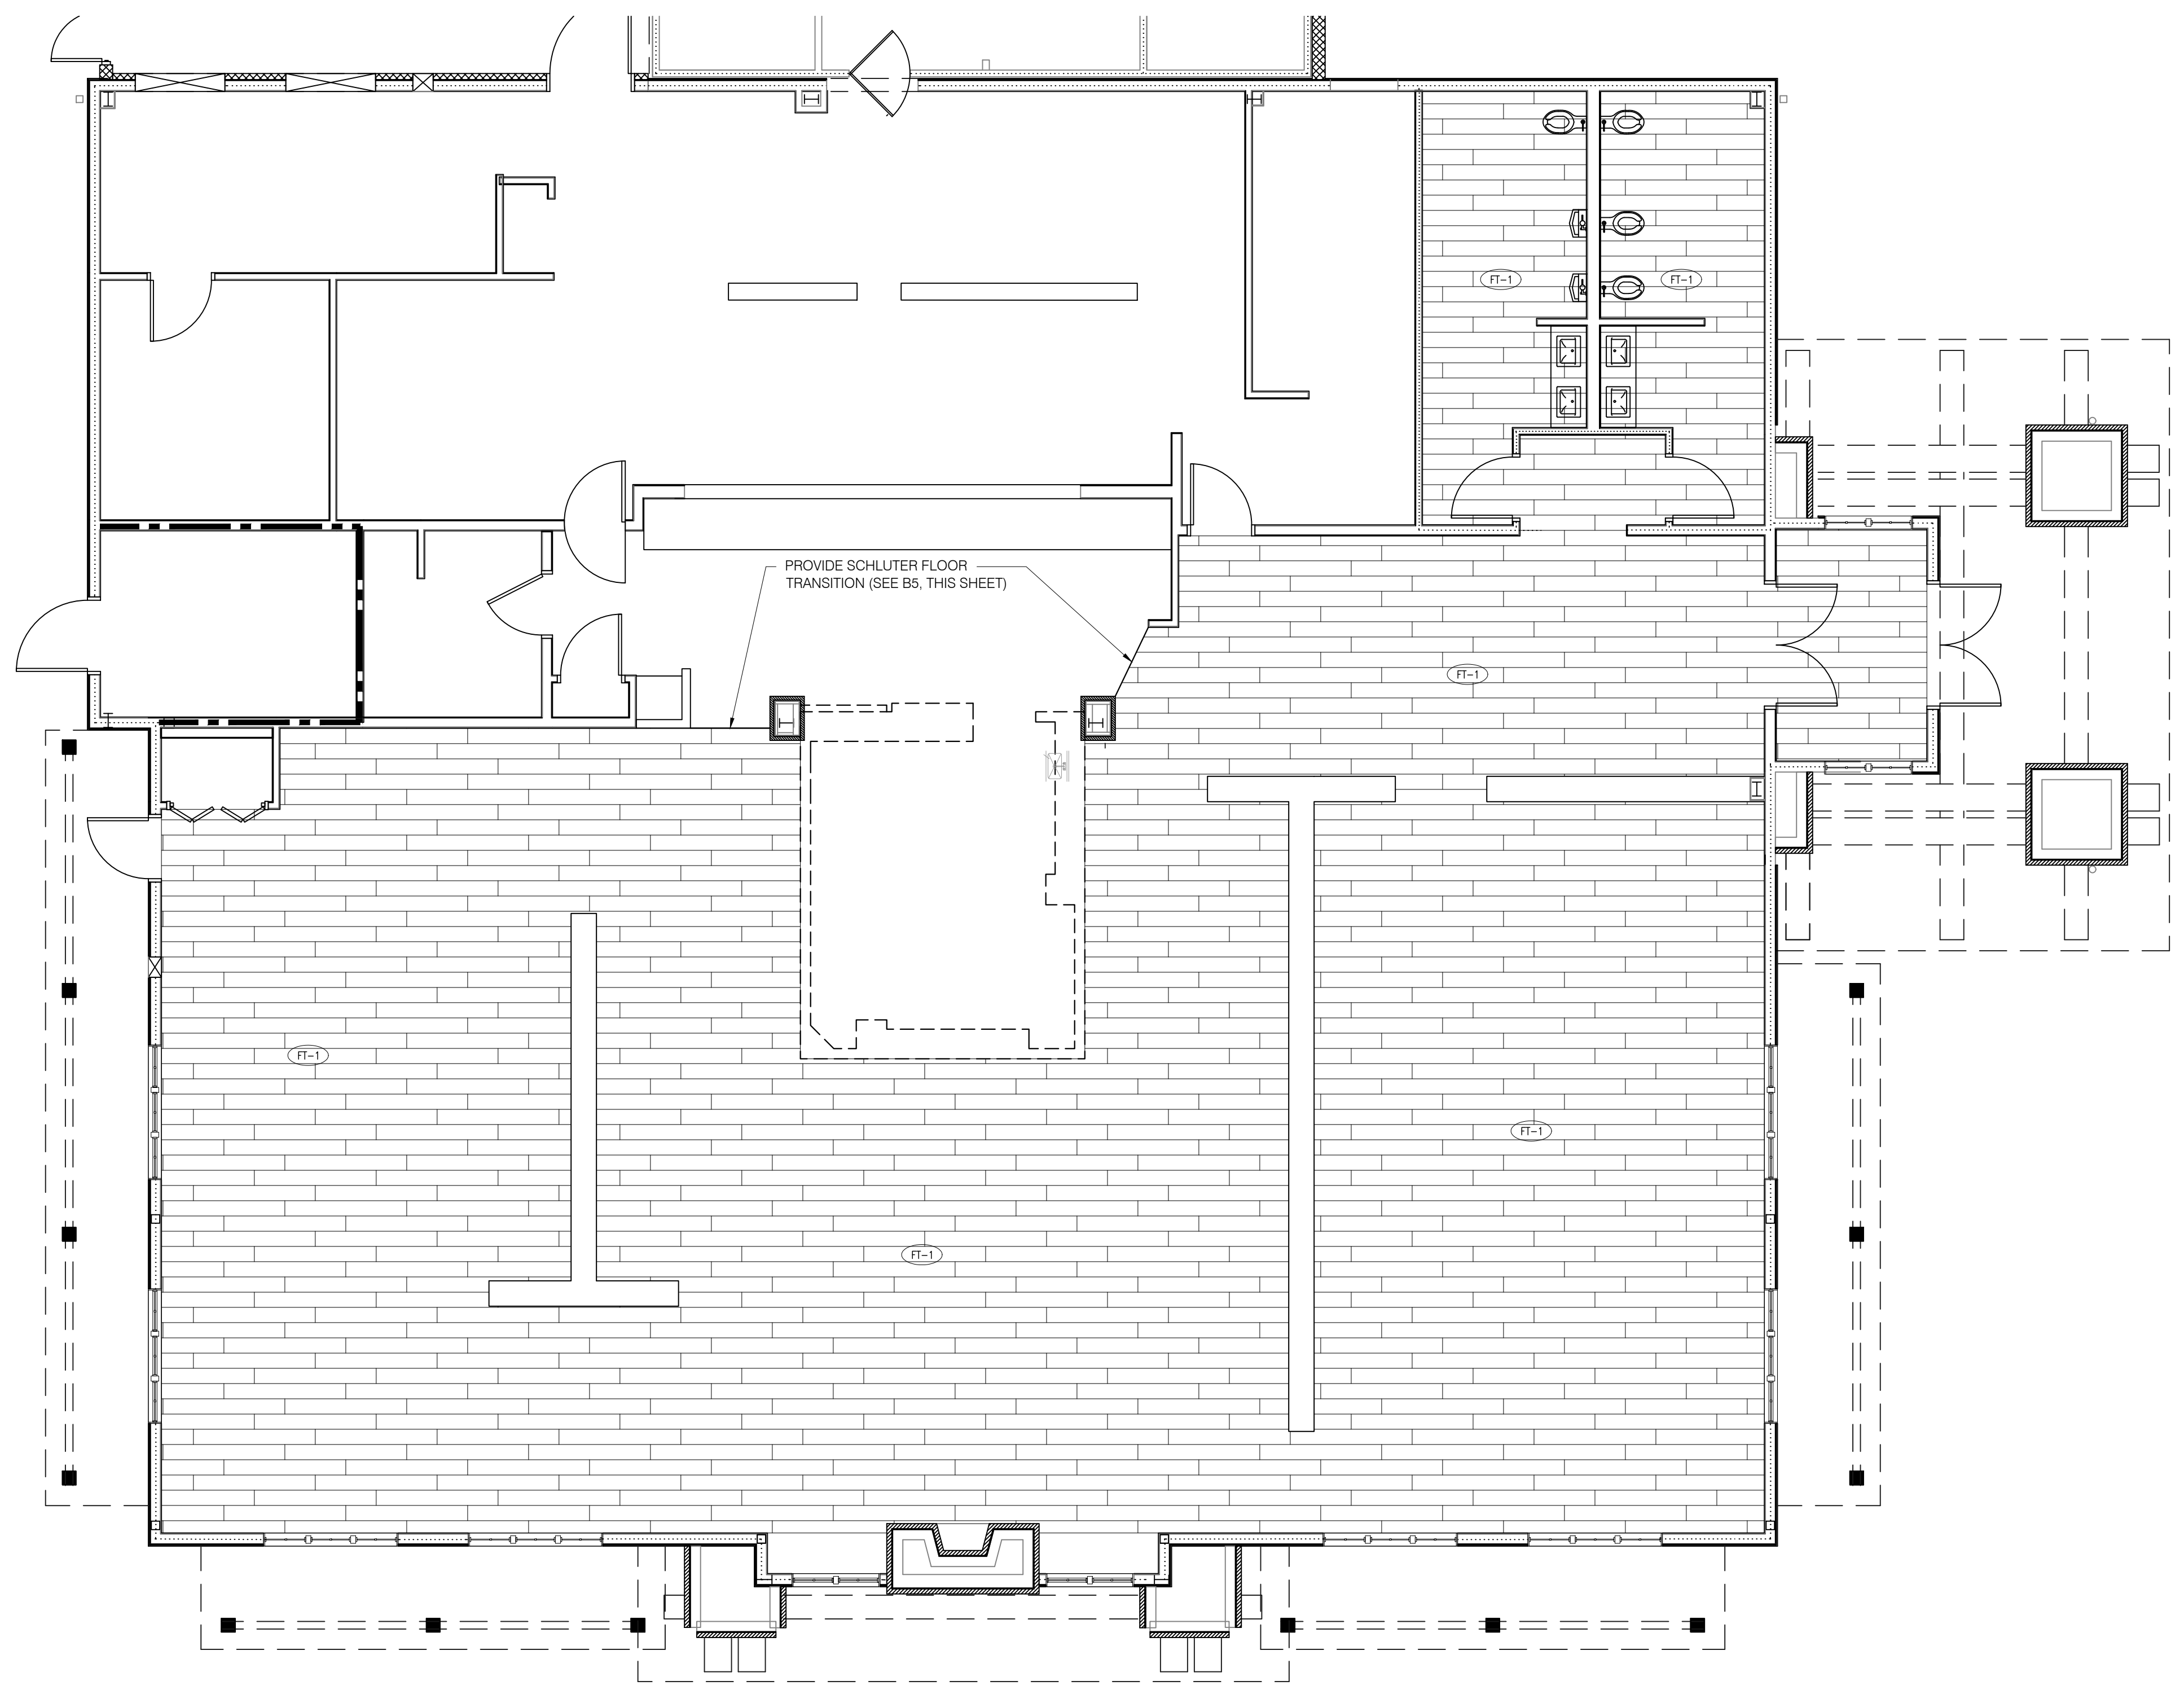 FT-1
FT-1
PROVIDE SCHLUTER FLOOR
TRANSITION (SEE B5, THIS SHEET)
FT-1
FT-1
FT-1
FT-1